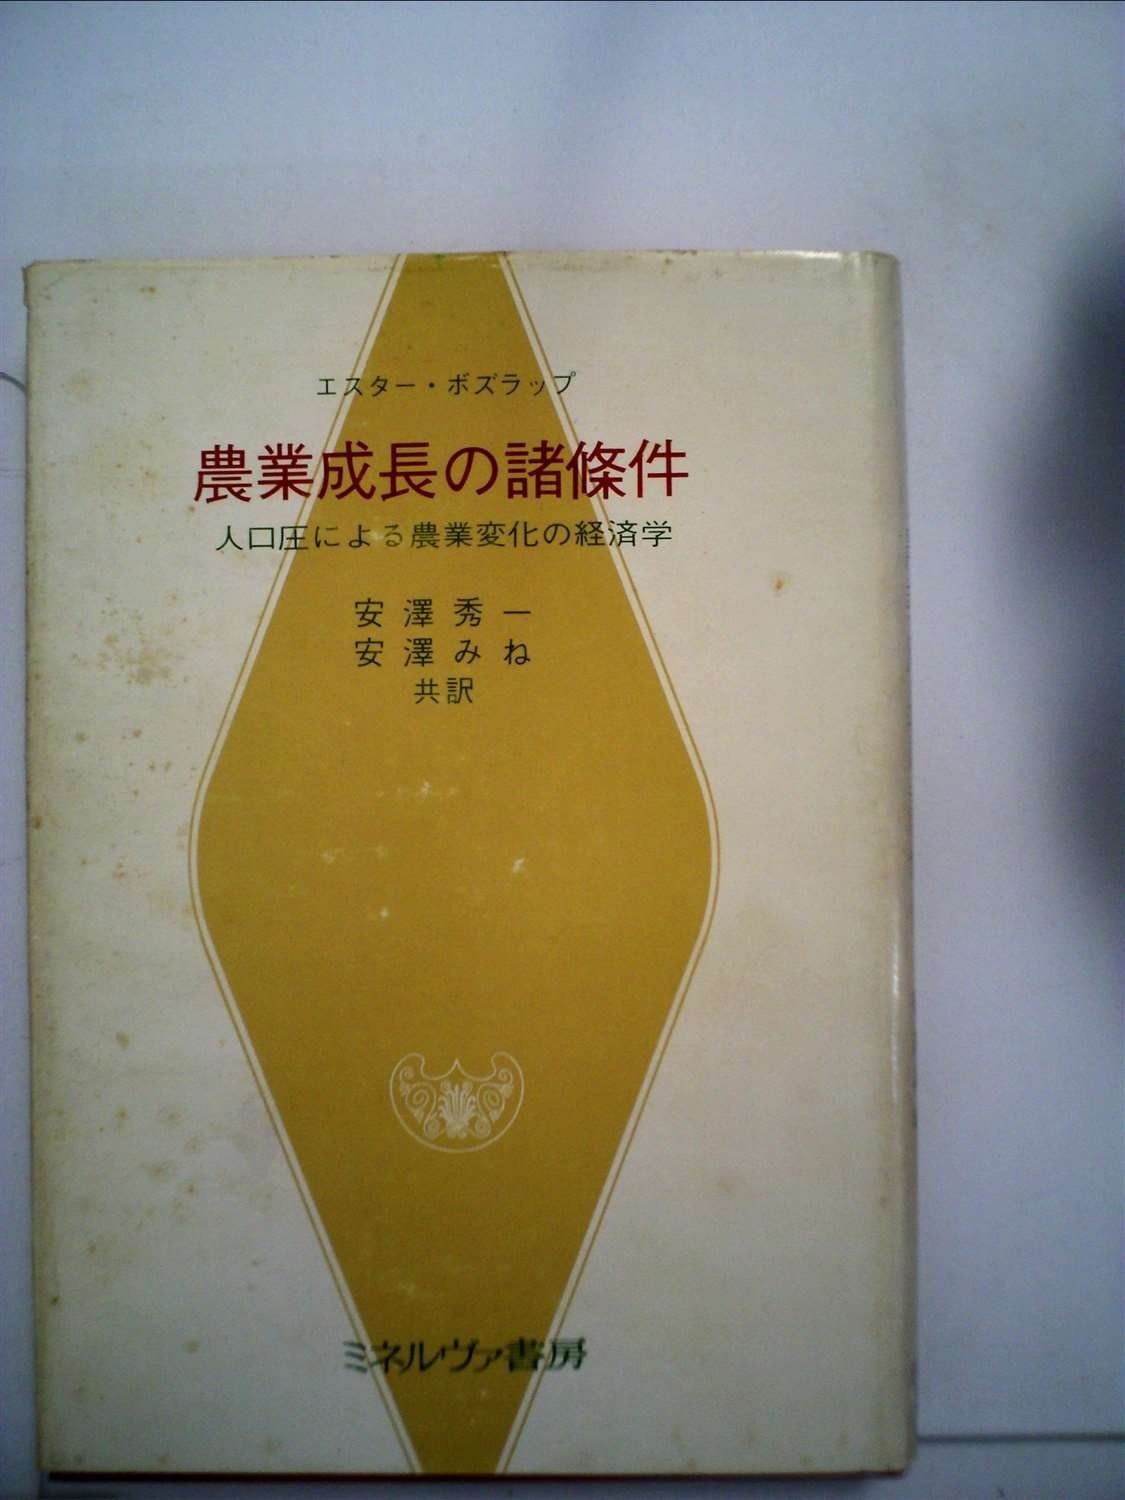 エスター・ボズラップ
農業成長の諸條件
人口圧による農業変化の経済学
安澤秀一
安澤みね
共訳
ミネルヴァ書房